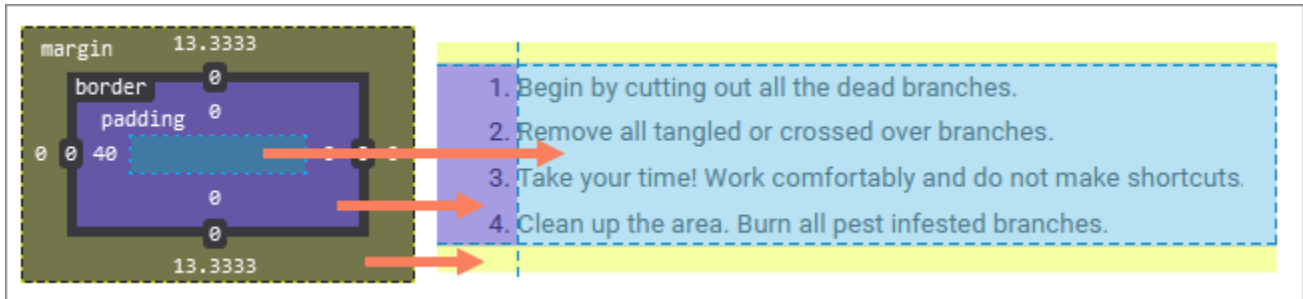 margin 13.3333
border 0
padding 0
0 0 40
0
0
13.3333
1. Begin by cutting out all the dead branches.
2. Remove all tangled or crossed over branches.
3. Take your time! Work comfortably and do not make shortcuts.
4. Clean up the area. Burn all pest infested branches.